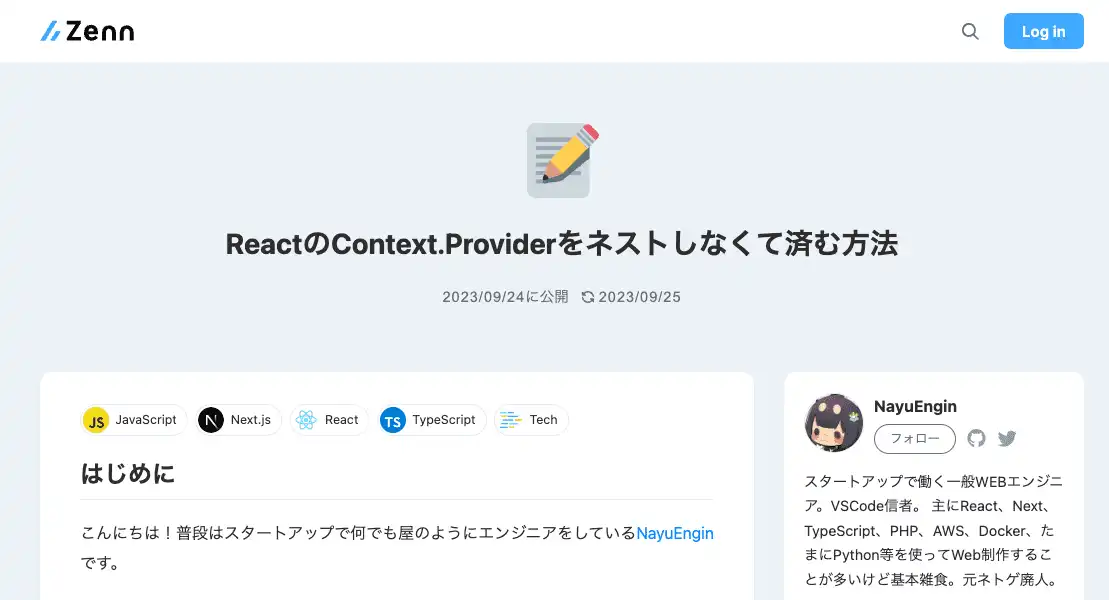 Zenn
Log in
ReactのContext.Providerをネストしなくて済む方法
2023/09/24に公開 2023/09/25
JS JavaScript N Next.js React TS TypeScript Tech
はじめに
こんにちは！普段はスタートアップで何でも屋のようにエンジニアをしているNayuEngin
です。
NayuEngin
フォロー
スタートアップで働く一般WEBエンジニ
ア。VSCode信者。 主にReact、Next、
TypeScript、PHP、AWS、Docker、た
まにPython等を使ってWeb制作するこ
とが多いけど基本雑食。元ネトゲ廃人。